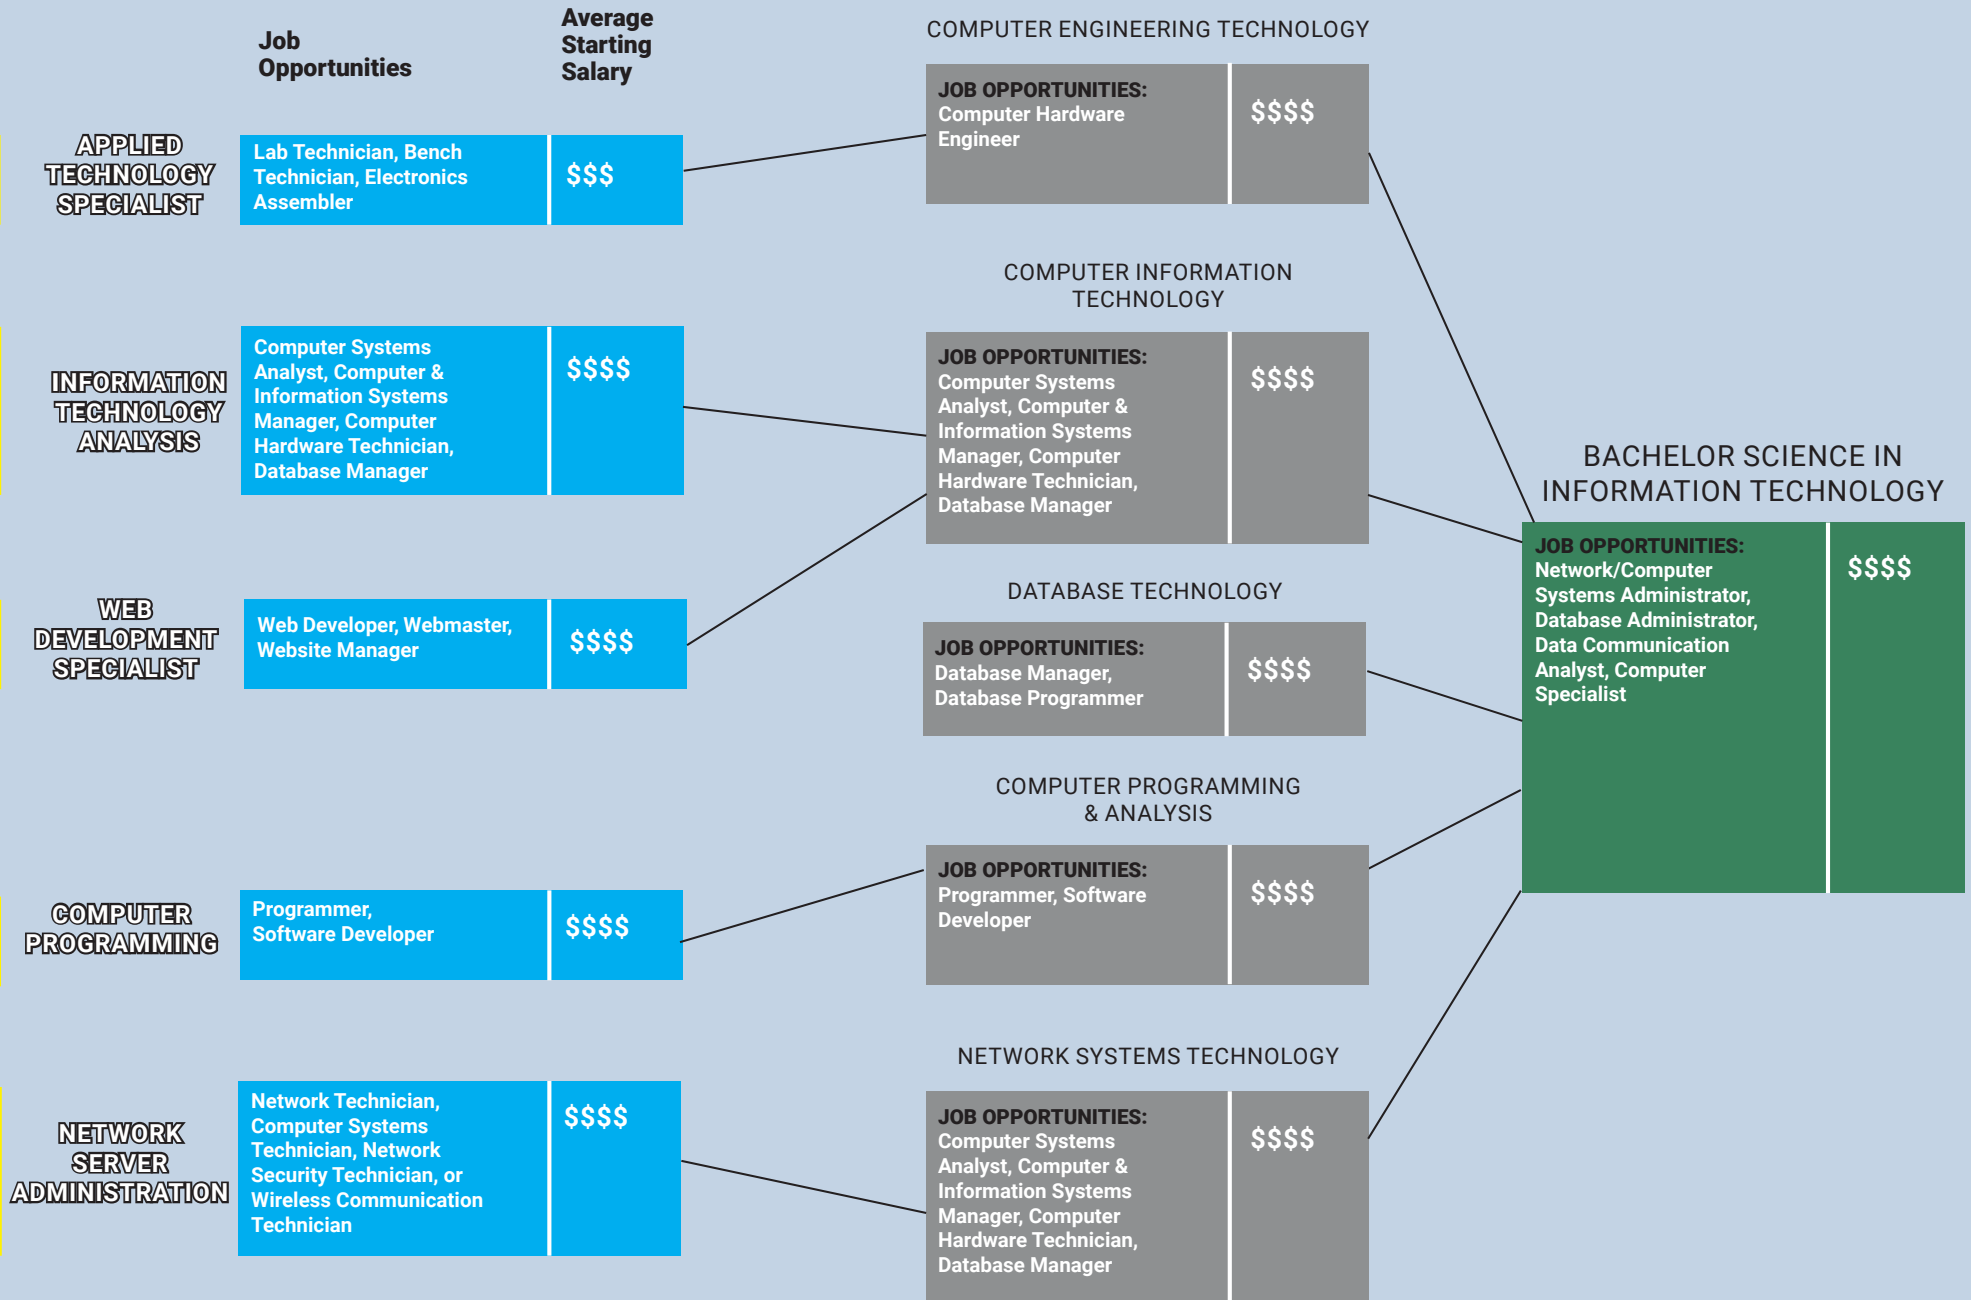 Job
Opportunities
Average
Starting
Salary
APPLIED
TECHNOLOGY
SPECIALIST
Lab Technician, Bench
Technician, Electronics
Assembler
$$$
INFORMATION
TECHNOLOGY
ANALYSIS
Computer Systems
Analyst, Computer &
Information Systems
Manager, Computer
Hardware Technician,
Database Manager
$$$$
WEB
DEVELOPMENT
SPECIALIST
Web Developer, Webmaster,
Website Manager
$$$$
COMPUTER
PROGRAMMING
Programmer,
Software Developer
$$$$
NETWORK
SERVER
ADMINISTRATION
Network Technician,
Computer Systems
Technician, Network
Security Technician, or
Wireless Communication
Technician
$$$$
COMPUTER ENGINEERING TECHNOLOGY
JOB OPPORTUNITIES:
Computer Hardware
Engineer
$$$$
COMPUTER INFORMATION
TECHNOLOGY
JOB OPPORTUNITIES:
Computer Systems
Analyst, Computer &
Information Systems
Manager, Computer
Hardware Technician,
Database Manager
$$$$
DATABASE TECHNOLOGY
JOB OPPORTUNITIES:
Database Manager,
Database Programmer
$$$$
COMPUTER PROGRAMMING
& ANALYSIS
JOB OPPORTUNITIES:
Programmer, Software
Developer
$$$$
NETWORK SYSTEMS TECHNOLOGY
JOB OPPORTUNITIES:
Computer Systems
Analyst, Computer &
Information Systems
Manager, Computer
Hardware Technician,
Database Manager
$$$$
BACHELOR SCIENCE IN
INFORMATION TECHNOLOGY
JOB OPPORTUNITIES:
Network/Computer
Systems Administrator,
Database Administrator,
Data Communication
Analyst, Computer
Specialist
$$$$